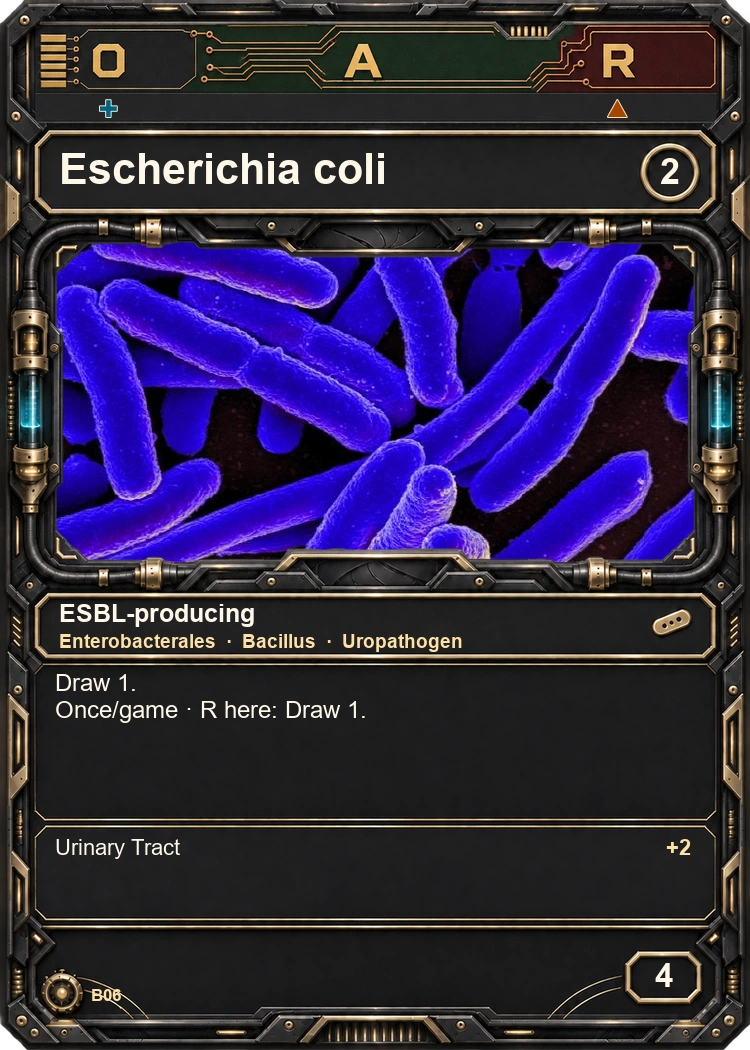 O A R
Escherichia coli 2
ESBL-producing
Enterobacterales · Bacillus · Uropathogen
Draw 1.
Once/game · R here: Draw 1.
Urinary Tract +2
B06 4